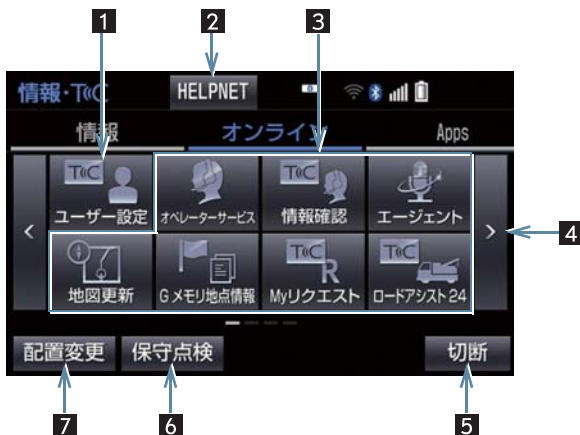 1 2 3
情報・T(C HELPNET
情報 オンライン Apps
T(C T(C
ユーザー設定 オペレーターサービス 情報確認 エージェント
< > 4
T(C T(C
R
地図更新 Gメモリ地点情報 Myリクエスト ロードアシスト24
配置変更 保守点検 切断
7 6 5